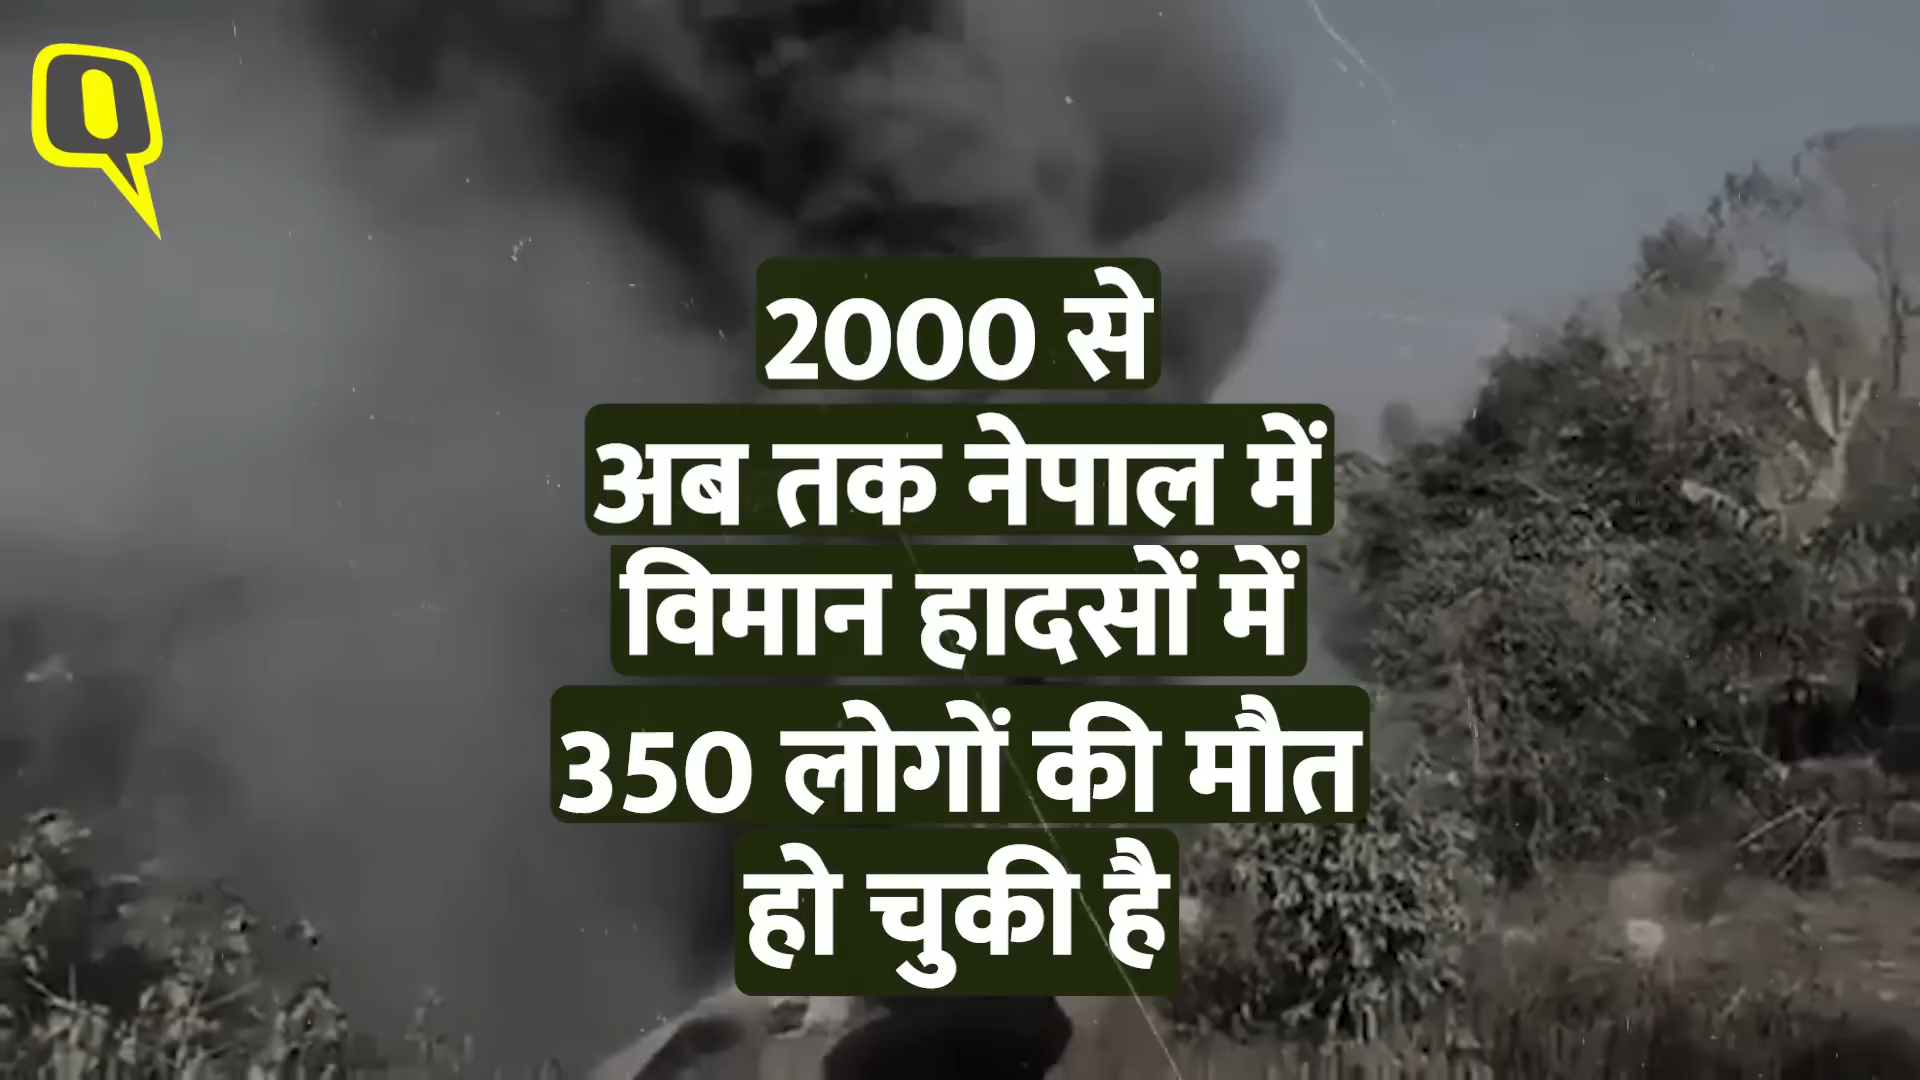 2000 से
अब तक नेपाल में
विमान हादसों में
350 लोगों की मौत
हो चुकी है